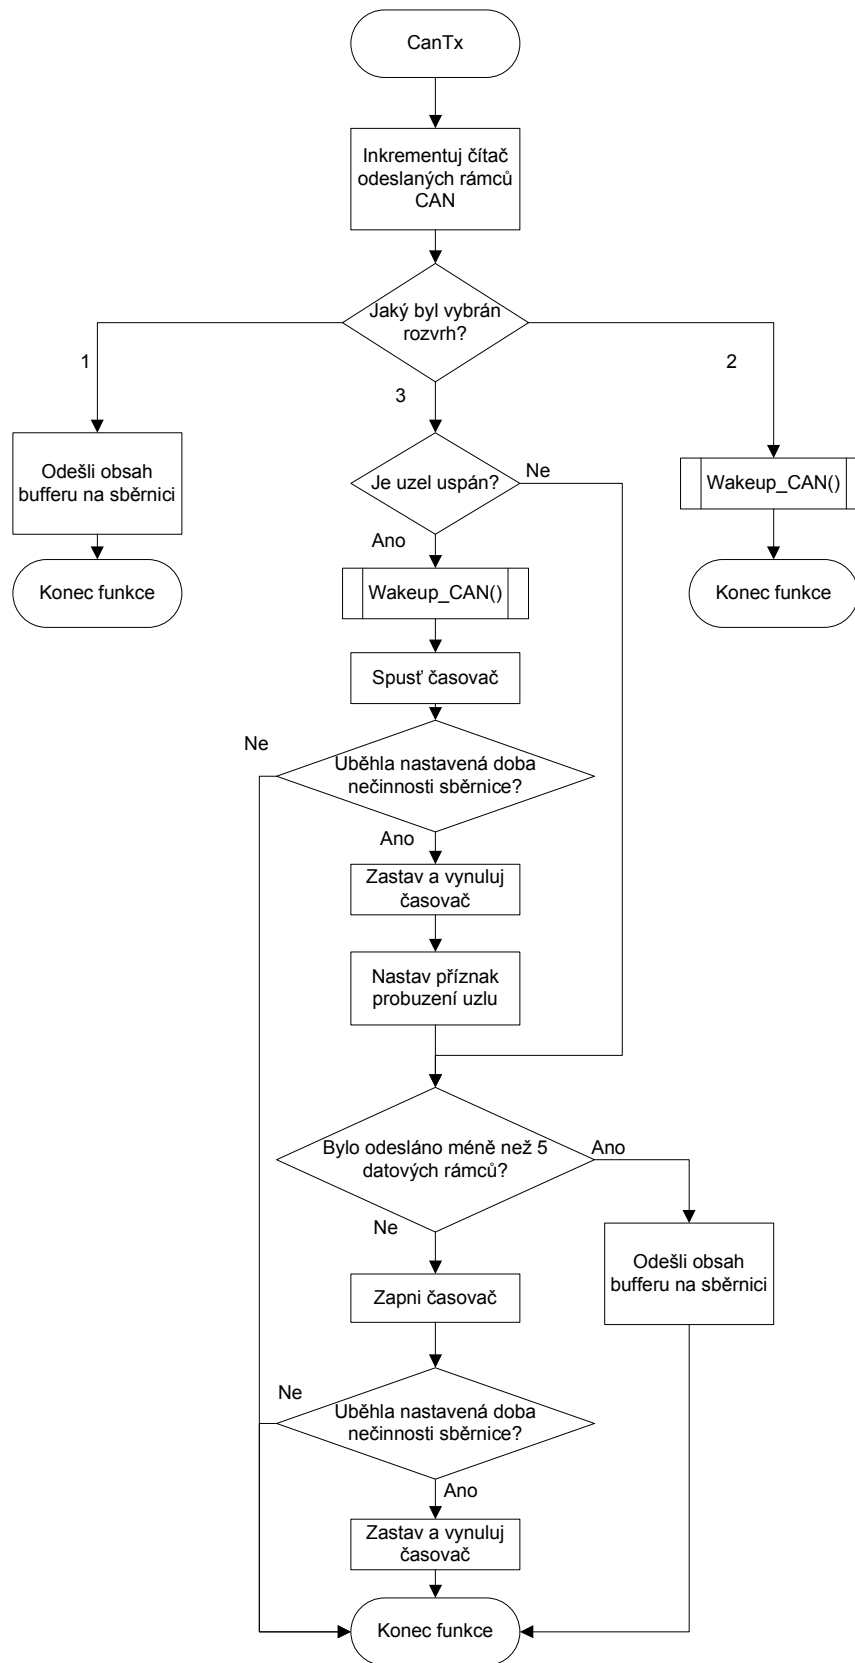 CanTx
Inkrementuj čítač
odeslaných rámců
CAN
Jaký byl vybrán
rozvrh?
1
2
3
Odešli obsah
bufferu na sběrnici
Je uzel uspán?
Ne
Wakeup_CAN()
Ano
Konec funkce
Wakeup_CAN()
Konec funkce
Spusť časovač
Ne
Uběhla nastavená doba
nečinnosti sběrnice?
Ano
Zastav a vynuluj
časovač
Nastav příznak
probuzení uzlu
Bylo odesláno méně než 5
datových rámců?
Ano
Ne
Odešli obsah
bufferu na sběrnici
Zapni časovač
Ne
Uběhla nastavená doba
nečinnosti sběrnice?
Ano
Zastav a vynuluj
časovač
Konec funkce